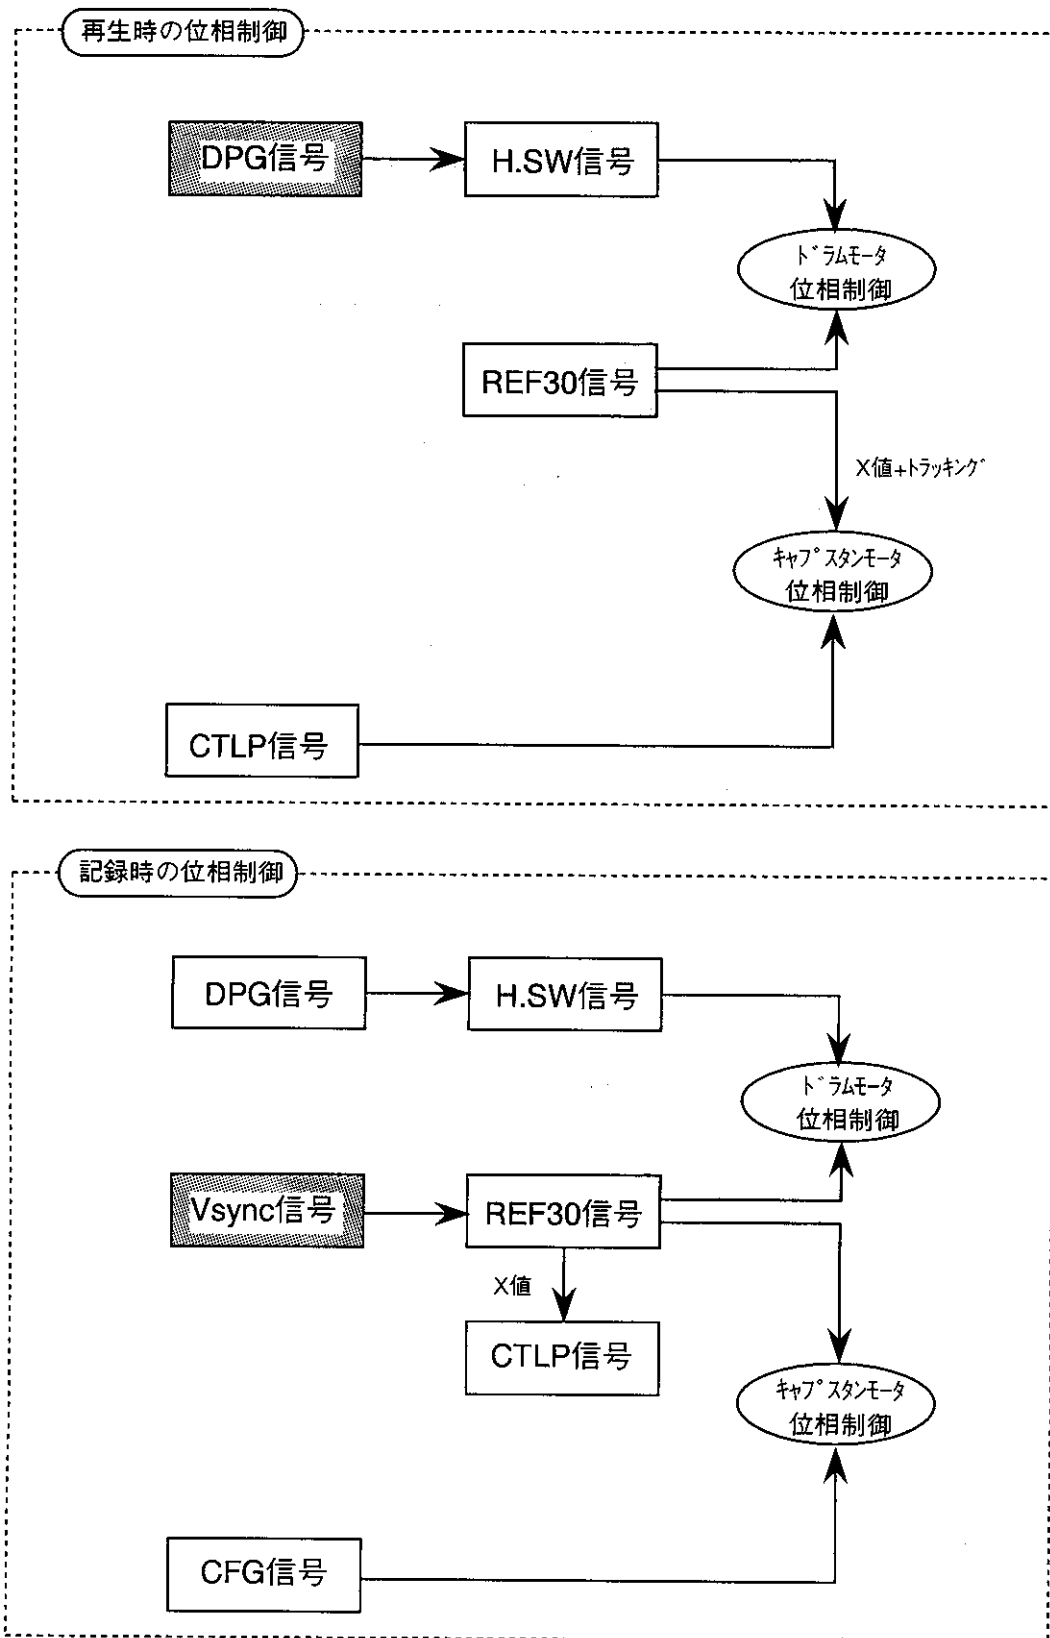 再生時の位相制御
DPG信号
H.SW信号
ﾄﾞﾗﾑﾓｰﾀ
位相制御
REF30信号
X値+ﾄﾗｯｷﾝｸﾞ
ｷｬﾌﾟｽﾀﾝﾓｰﾀ
位相制御
CTLP信号
記録時の位相制御
DPG信号
H.SW信号
ﾄﾞﾗﾑﾓｰﾀ
位相制御
Vsync信号
REF30信号
X値
CTLP信号
ｷｬﾌﾟｽﾀﾝﾓｰﾀ
位相制御
CFG信号